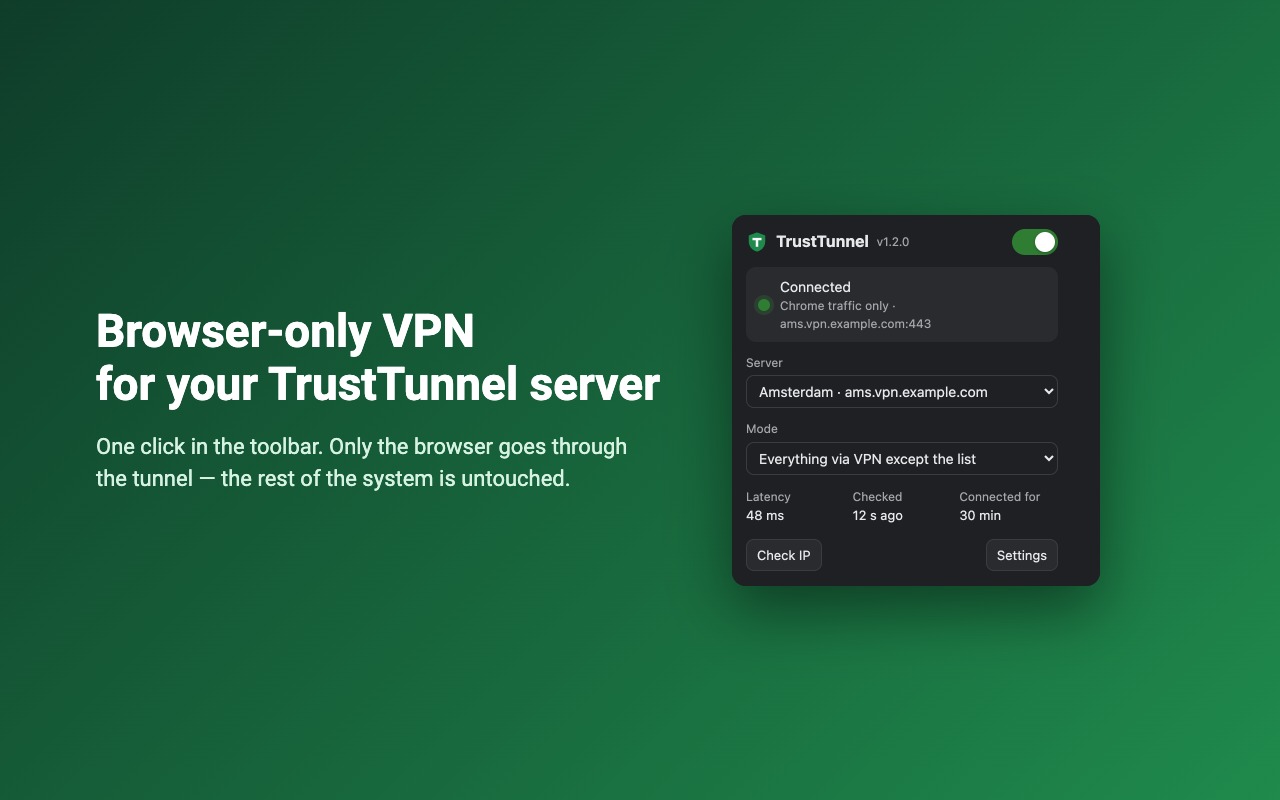 Browser-only VPN
for your TrustTunnel server
One click in the toolbar. Only the browser goes through
the tunnel — the rest of the system is untouched.
T TrustTunnel v1.2.0
Connected
Chrome traffic only ·
ams.vpn.example.com:443
Server
Amsterdam · ams.vpn.example.com
Mode
Everything via VPN except the list
Latency Checked Connected for
48 ms 12 s ago 30 min
Check IP Settings